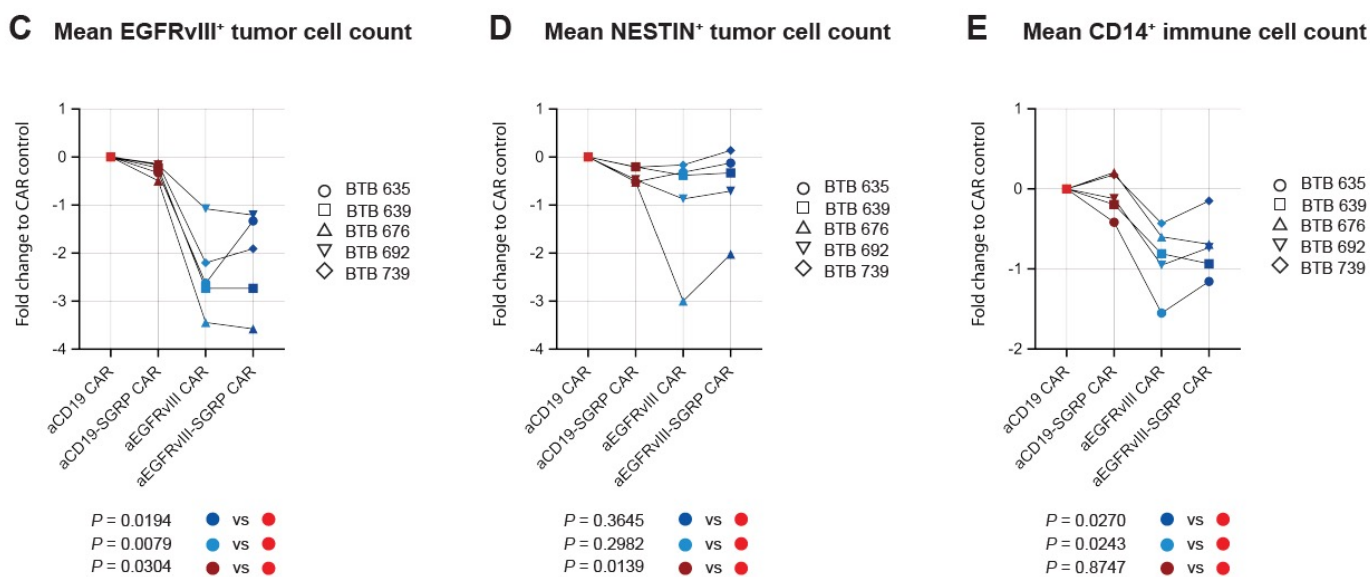 C Mean EGFRvIII⁺ tumor cell count
Fold change to CAR control
1
0
-1
-2
-3
-4
aCD19 CAR
aCD19-SGRP CAR
aEGFRvIII CAR
aEGFRvIII-SGRP CAR
BTB 635
BTB 639
BTB 676
BTB 692
BTB 739
P = 0.0194 vs
P = 0.0079 vs
P = 0.0304 vs
D Mean NESTIN⁺ tumor cell count
Fold change to CAR control
1
0
-1
-2
-3
-4
aCD19 CAR
aCD19-SGRP CAR
aEGFRvIII CAR
aEGFRvIII-SGRP CAR
BTB 635
BTB 639
BTB 676
BTB 692
BTB 739
P = 0.3645 vs
P = 0.2982 vs
P = 0.0139 vs
E Mean CD14⁺ immune cell count
Fold change to CAR control
1
0
-1
-2
aCD19 CAR
aCD19-SGRP CAR
aEGFRvIII CAR
aEGFRvIII-SGRP CAR
BTB 635
BTB 639
BTB 676
BTB 692
BTB 739
P = 0.0270 vs
P = 0.0243 vs
P = 0.8747 vs